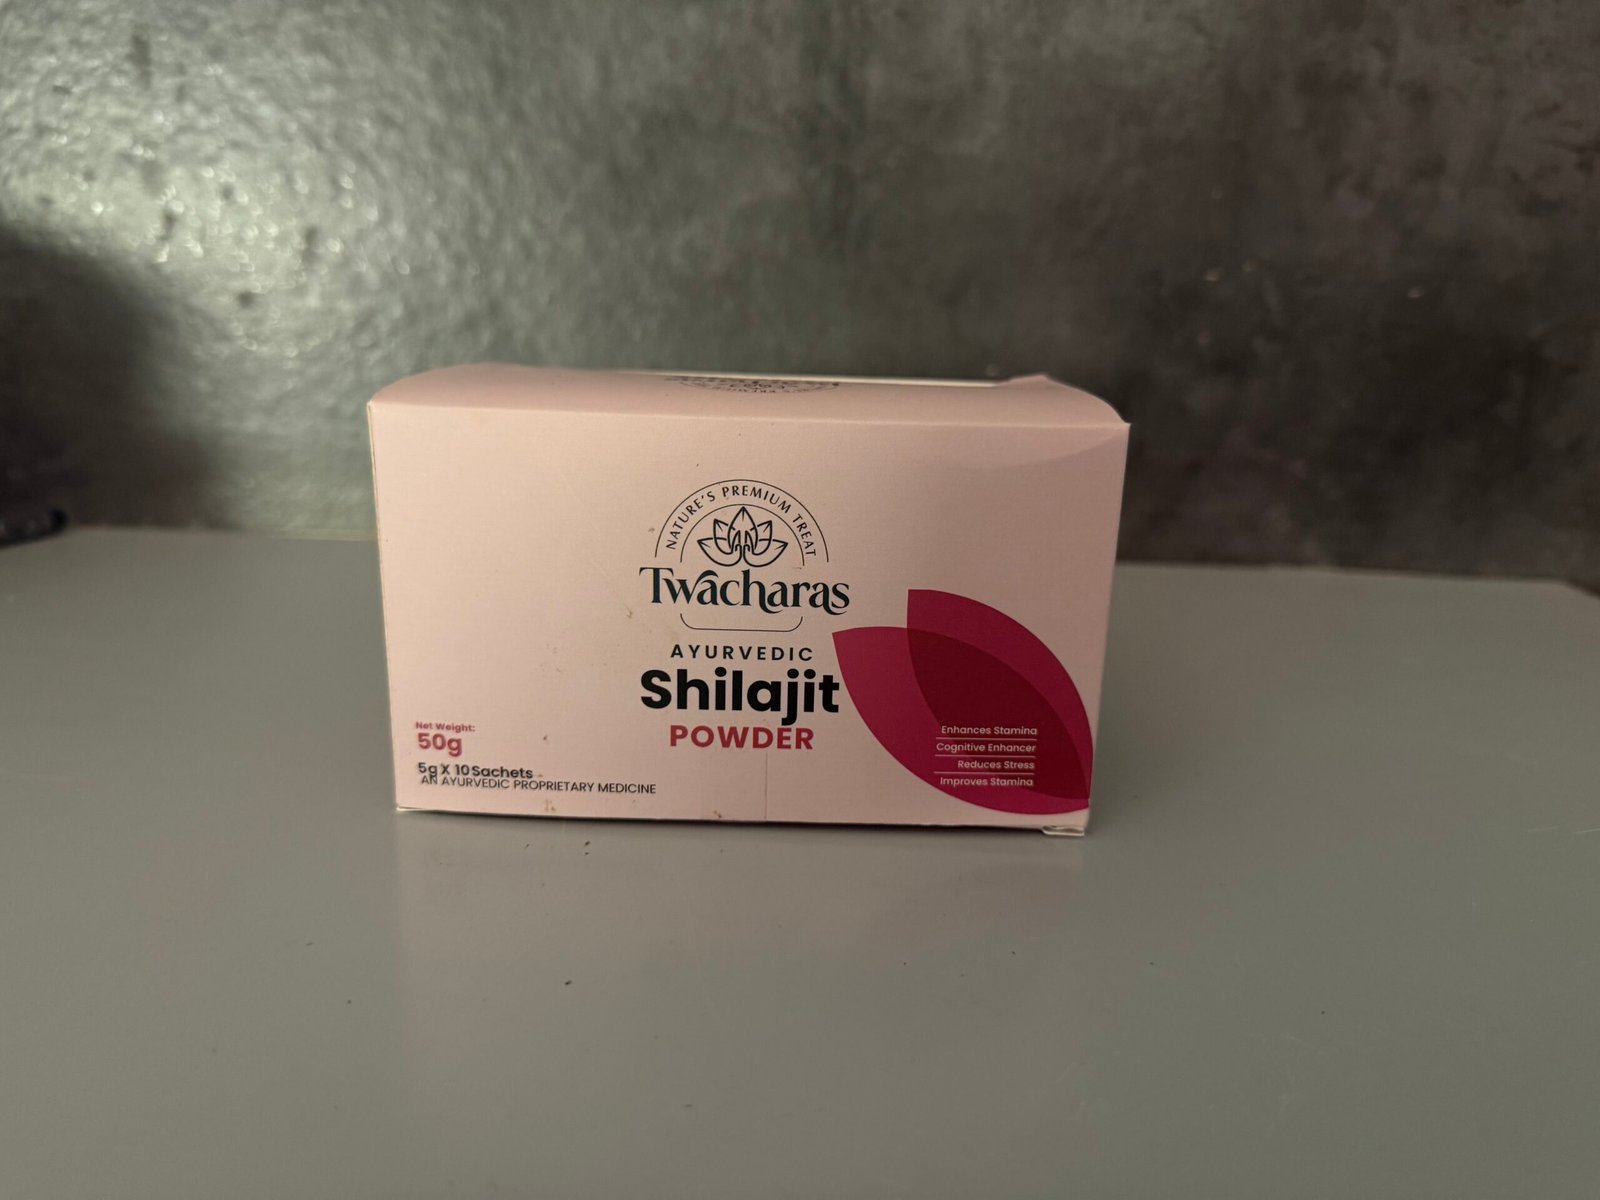 NATURE'S PREMIUM TREAT
Twacharas
AYURVEDIC
Shilajit
POWDER
Net Weight:
50g
5g X 10 Sachets
AN AYURVEDIC PROPRIETARY MEDICINE
Enhances Stamina
Cognitive Enhancer
Reduces Stress
Improves Stamina